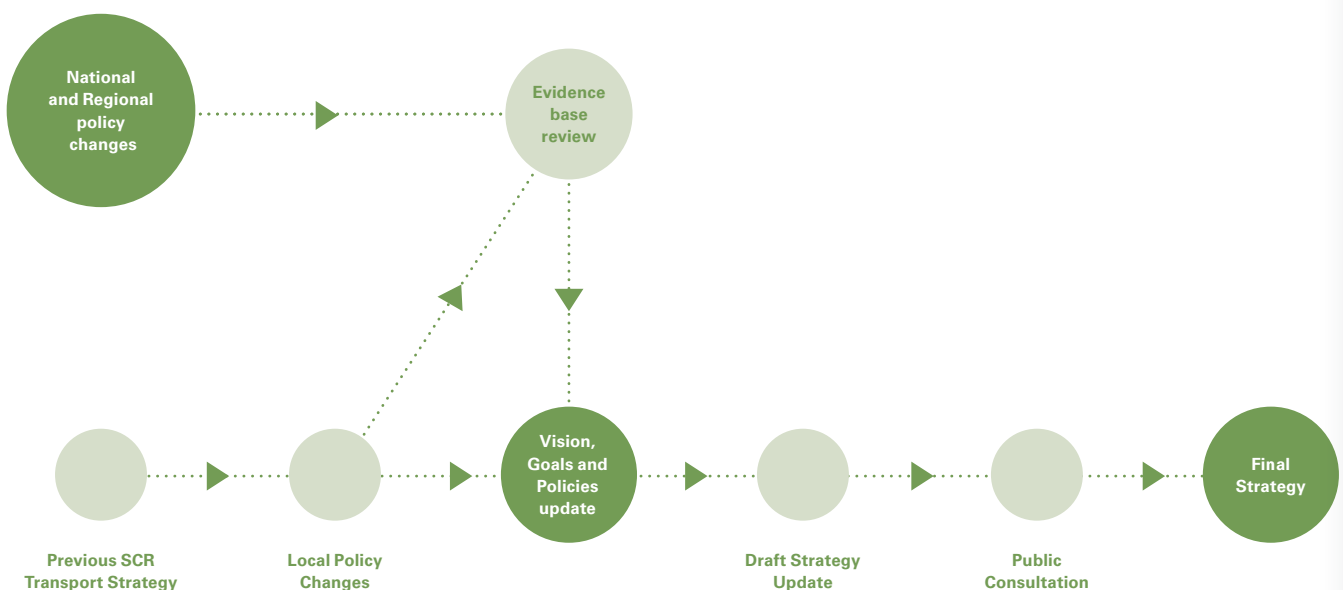 National
and Regional
policy
changes
Evidence
base
review
Vision,
Goals and
Policies
update
Final
Strategy
Previous SCR
Transport Strategy
Local Policy
Changes
Draft Strategy
Update
Public
Consultation